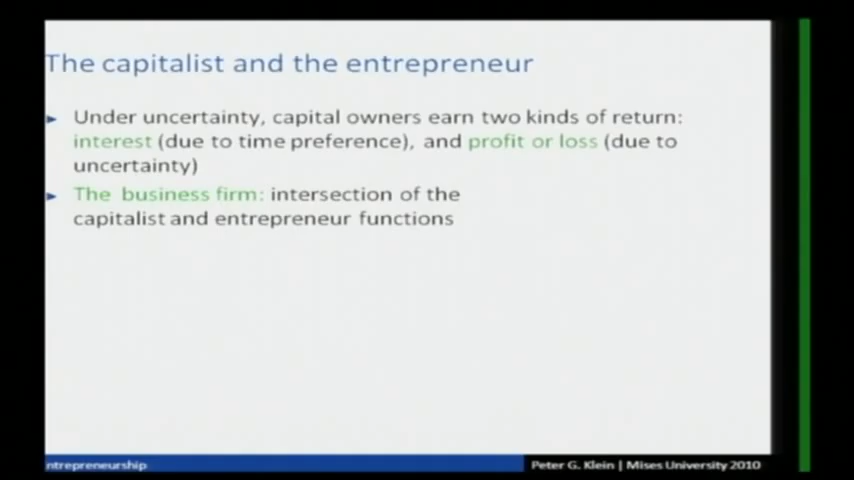 The capitalist and the entrepreneur
Under uncertainty, capital owners earn two kinds of return:
interest (due to time preference), and profit or loss (due to
uncertainty)
The business firm: intersection of the
capitalist and entrepreneur functions
ntrepreneurship
Peter G. Klein | Mises University 2010